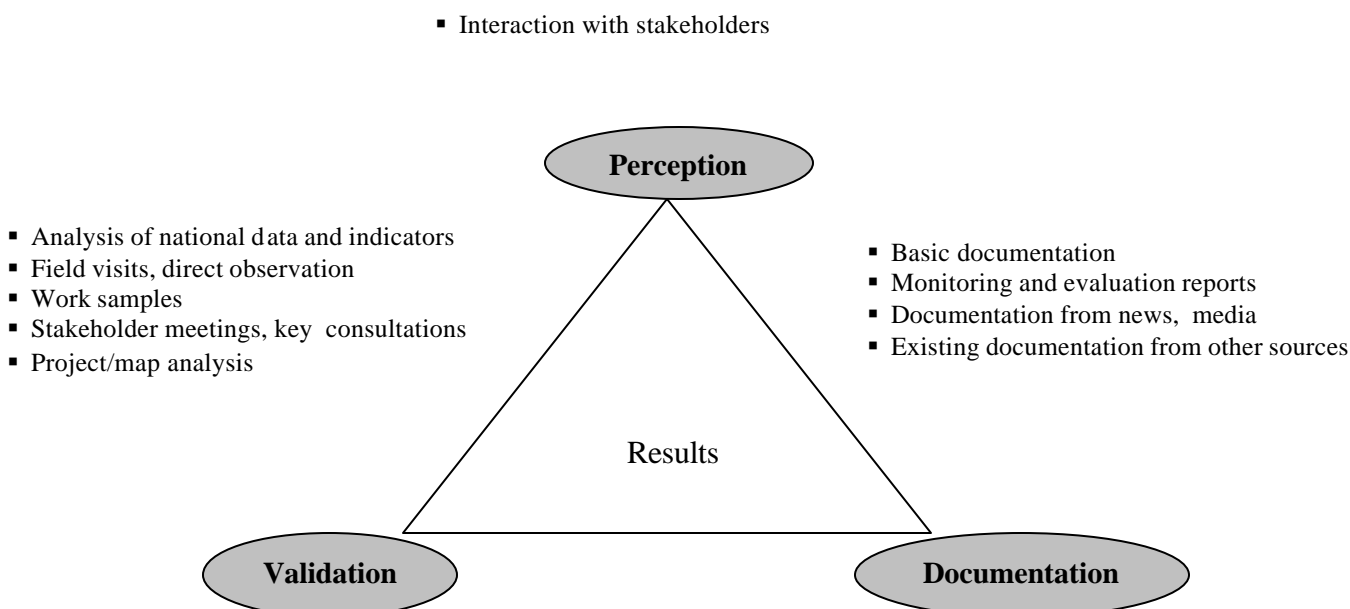 ▪ Interaction with stakeholders
Perception
▪ Analysis of national data and indicators
▪ Field visits, direct observation
▪ Work samples
▪ Stakeholder meetings, key consultations
▪ Project/map analysis
▪ Basic documentation
▪ Monitoring and evaluation reports
▪ Documentation from news, media
▪ Existing documentation from other sources
Results
Validation
Documentation